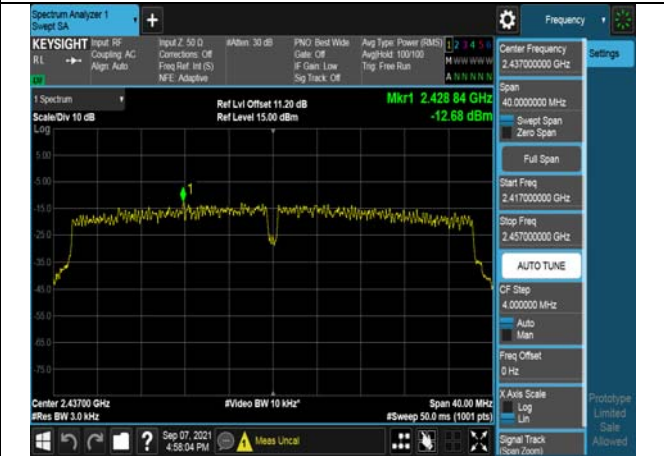 Spectrum Analyzer 1
Swept SA
+
Frequency
KEYSIGHT
RL
Input: RF
Coupling: AC
Align: Auto
Input Z: 50 Ω
Corrections: Off
Freq Ref: Int (S)
NFE: Adaptive
#Atten: 30 dB
PNO: Best Wide
Gate: Off
IF Gain: Low
Sig Track: Off
Avg Type: Power (RMS)
Avg|Hold: 100/100
Trig: Free Run
1 2 3 4 5 6
M W W W W W
A N N N N N
1 Spectrum
Scale/Div 10 dB
Ref Lvl Offset 11.20 dB
Ref Level 15.00 dBm
Mkr1 2.428 84 GHz
-12.68 dBm
Log
5.00
-5.00
-15.0
-25.0
-35.0
-45.0
-55.0
-65.0
-75.0
1
Center 2.43700 GHz
#Res BW 3.0 kHz
#Video BW 10 kHz*
Span 40.00 MHz
#Sweep 50.0 ms (1001 pts)
Center Frequency
2.437000000 GHz
Settings
Span
40.0000000 MHz
Swept Span
Zero Span
Full Span
Start Freq
2.417000000 GHz
Stop Freq
2.457000000 GHz
AUTO TUNE
CF Step
4.000000 MHz
Auto
Man
Freq Offset
0 Hz
X Axis Scale
Log
Lin
Signal Track
(Span Zoom)
Prototype
Limited
Sale
Allowed
?
Sep 07, 2021
4:58:04 PM
Meas Uncal